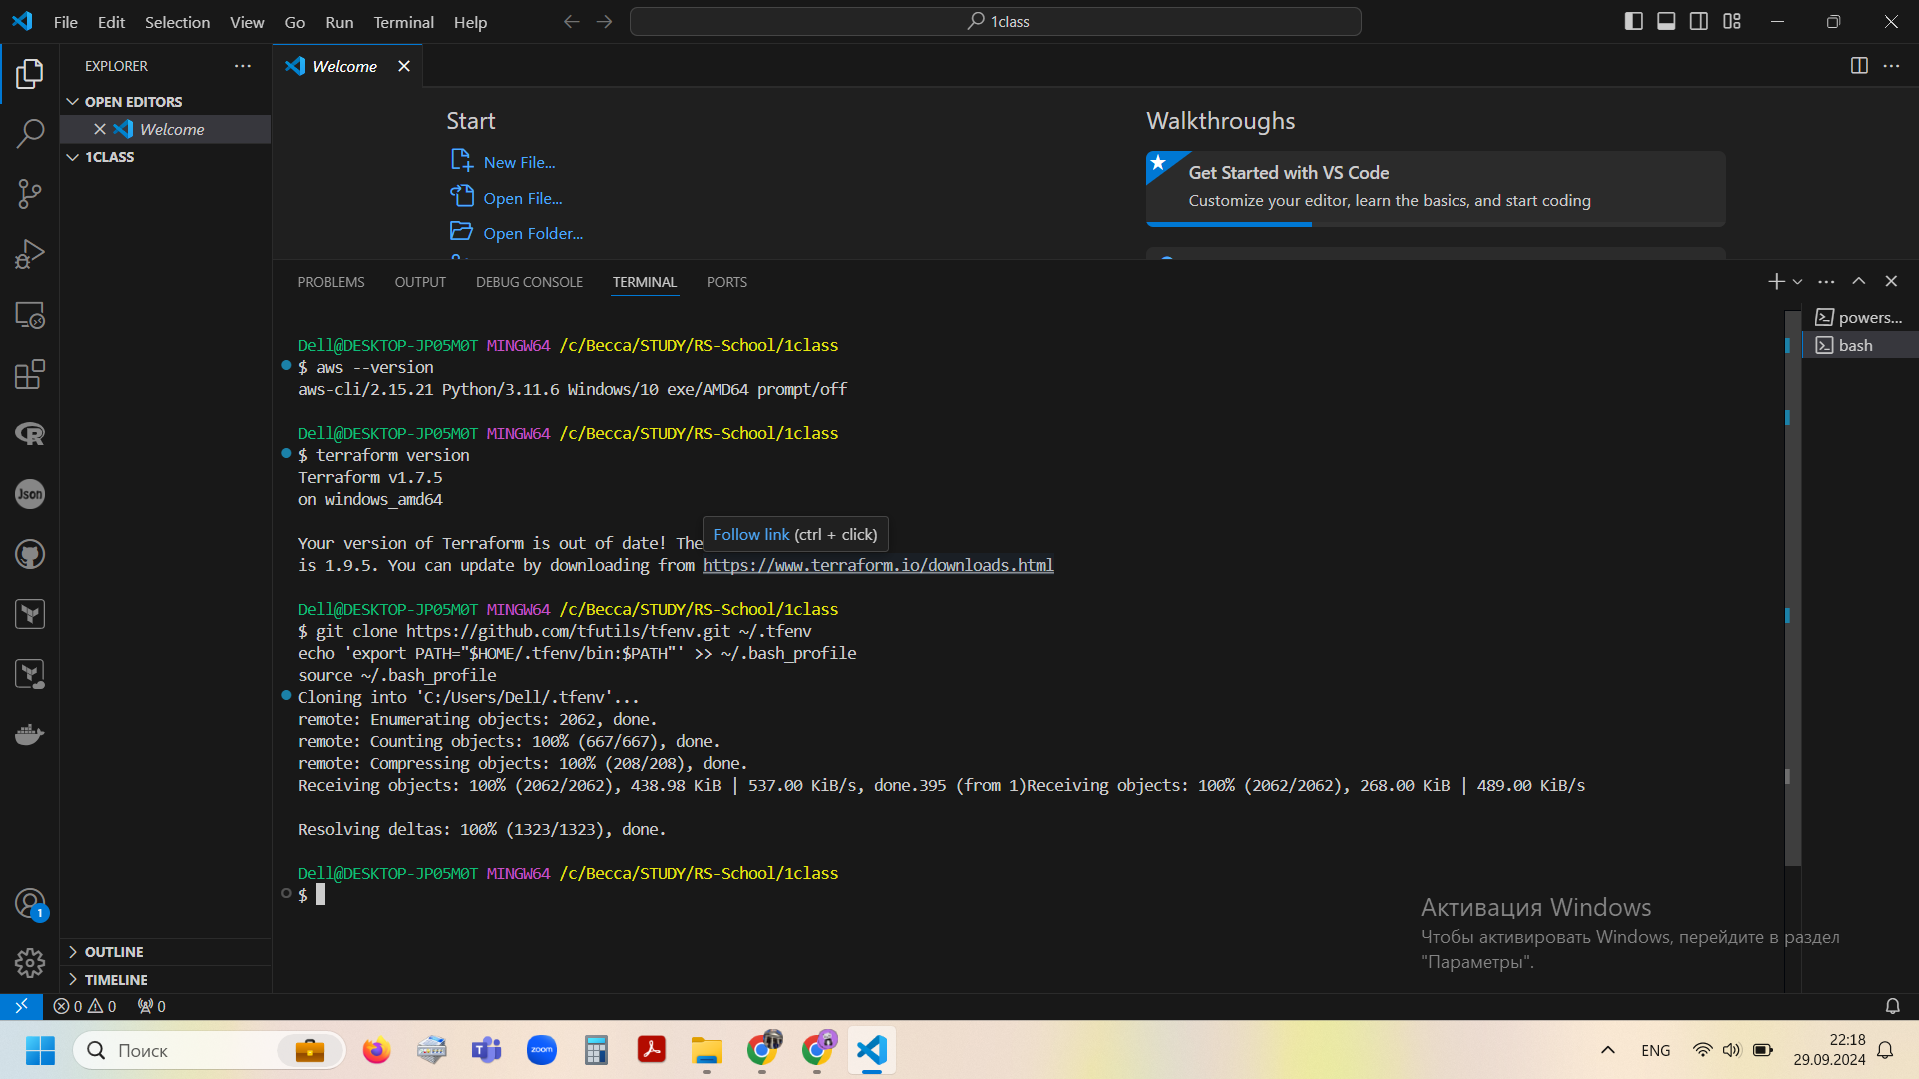 File Edit Selection View Go Run Terminal Help
1class
EXPLORER
OPEN EDITORS
Welcome
1CLASS
Welcome
Start
New File...
Open File...
Open Folder...
Walkthroughs
Get Started with VS Code
Customize your editor, learn the basics, and start coding
PROBLEMS OUTPUT DEBUG CONSOLE TERMINAL PORTS
powers...
bash
Dell@DESKTOP-JP05M0T MINGW64 /c/Becca/STUDY/RS-School/1class
$ aws --version
aws-cli/2.15.21 Python/3.11.6 Windows/10 exe/AMD64 prompt/off
Dell@DESKTOP-JP05M0T MINGW64 /c/Becca/STUDY/RS-School/1class
$ terraform version
Terraform v1.7.5
on windows_amd64
Follow link (ctrl + click)
Your version of Terraform is out of date! The
is 1.9.5. You can update by downloading from https://www.terraform.io/downloads.html
Dell@DESKTOP-JP05M0T MINGW64 /c/Becca/STUDY/RS-School/1class
$ git clone https://github.com/tfutils/tfenv.git ~/.tfenv
echo 'export PATH="$HOME/.tfenv/bin:$PATH"' >> ~/.bash_profile
source ~/.bash_profile
Cloning into 'C:/Users/Dell/.tfenv'...
remote: Enumerating objects: 2062, done.
remote: Counting objects: 100% (667/667), done.
remote: Compressing objects: 100% (208/208), done.
Receiving objects: 100% (2062/2062), 438.98 KiB | 537.00 KiB/s, done.395 (from 1)Receiving objects: 100% (2062/2062), 268.00 KiB | 489.00 KiB/s
Resolving deltas: 100% (1323/1323), done.
Dell@DESKTOP-JP05M0T MINGW64 /c/Becca/STUDY/RS-School/1class
$
Активация Windows
Чтобы активировать Windows, перейдите в раздел
"Параметры".
Json
1
OUTLINE
TIMELINE
0 0 0
Поиск
zoom
ENG
22:18
29.09.2024